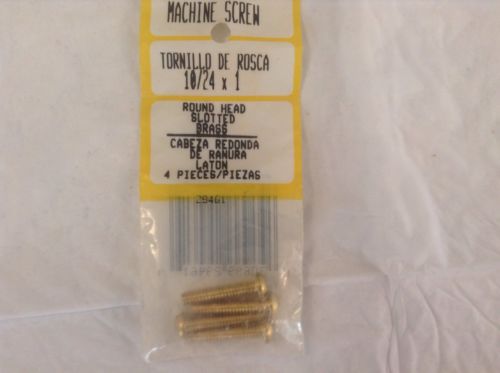 MACHINE SCREW
TORNILLO DE ROSCA
10/24 x 1
ROUND HEAD
SLOTTED
BRASS
CABEZA REDONDA
DE RANURA
LATON
4 PIECES/PIEZAS